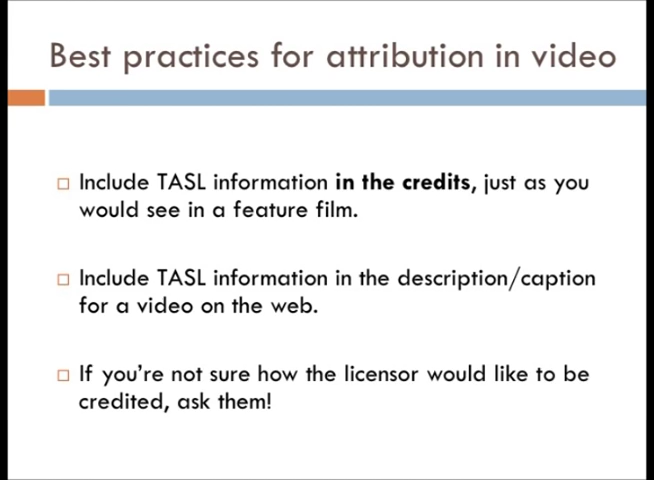 Best practices for attribution in video
Include TASL information in the credits, just as you
would see in a feature film.
Include TASL information in the description/caption
for a video on the web.
If you're not sure how the licensor would like to be
credited, ask them!